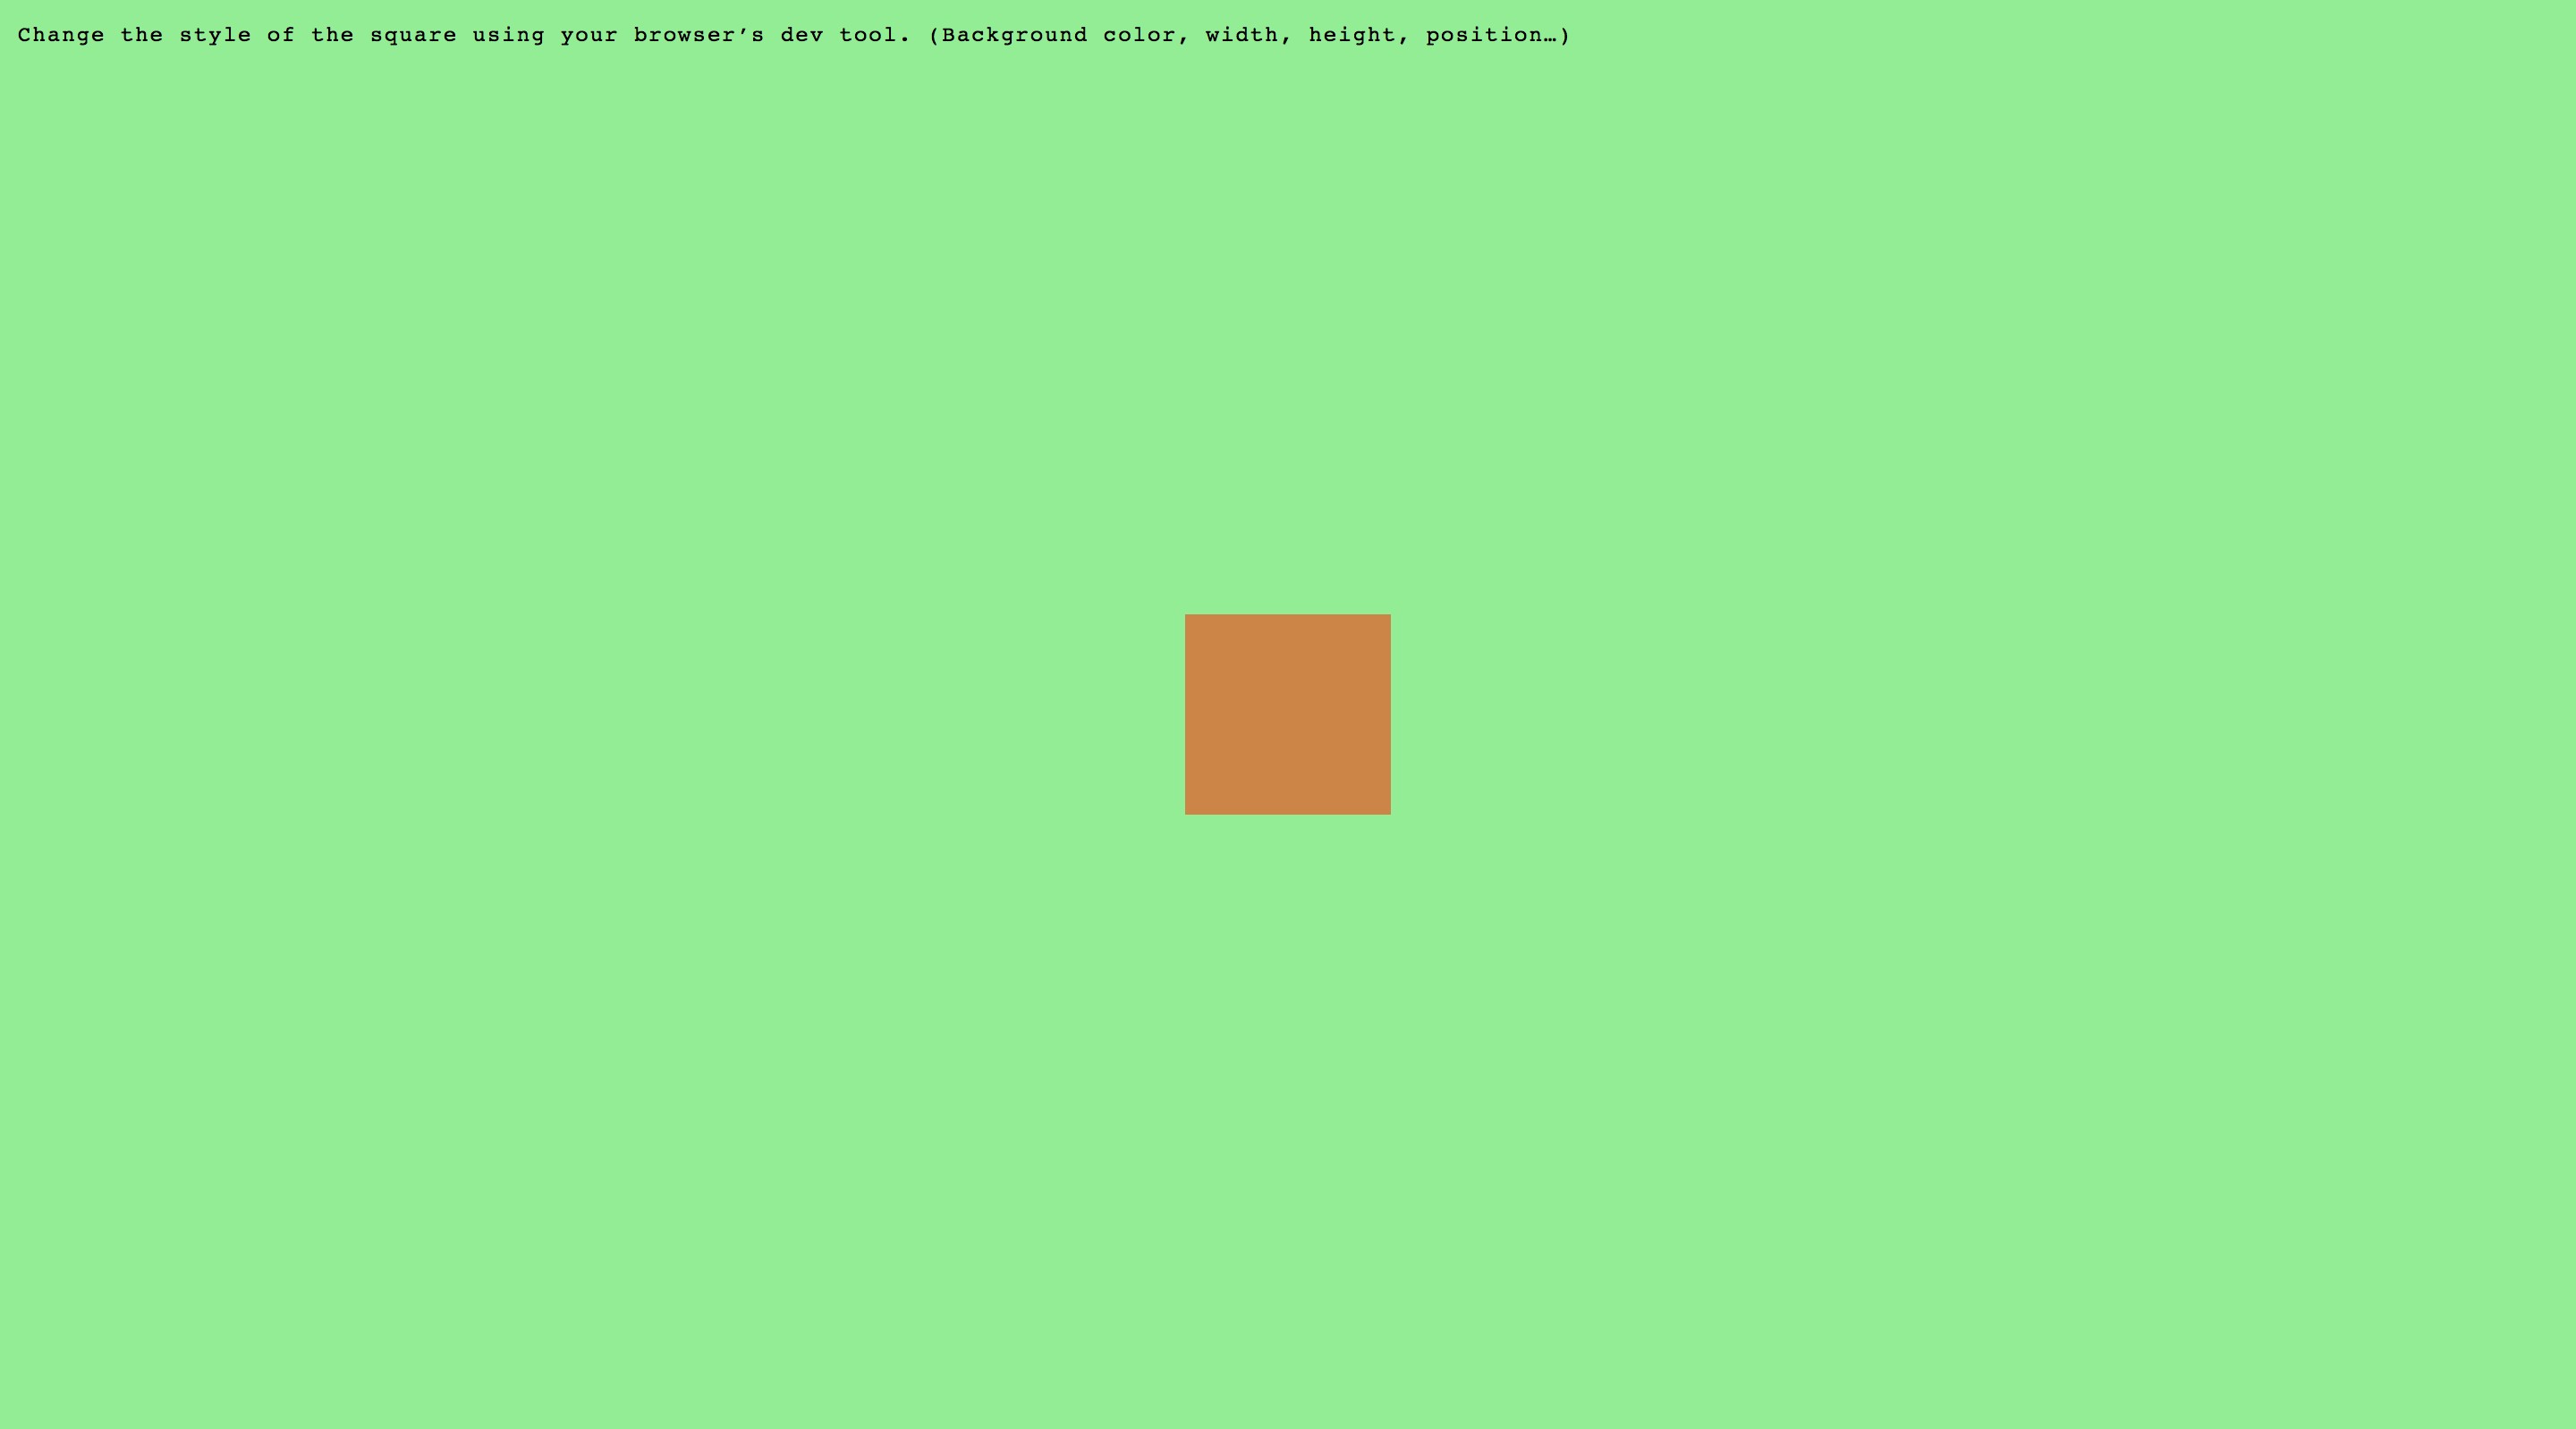 Change the style of the square using your browser’s dev tool. (Background color, width, height, position…)